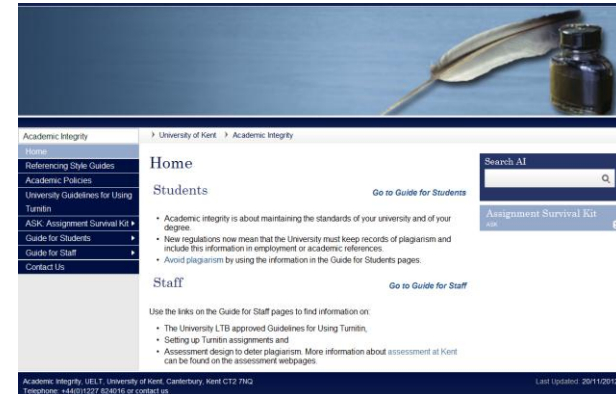 Academic Integrity
Home
Referencing Style Guides
Academic Policies
University Guidelines for Using
Turnitin
ASK: Assignment Survival Kit
Guide for Students
Guide for Staff
Contact Us
University of Kent Academic Integrity
Home
Students
Go to Guide for Students
• Academic integrity is about maintaining the standards of your university and of your
degree.
• New regulations now mean that the University must keep records of plagiarism and
include this information in employment or academic references.
• Avoid plagiarism by using the information in the Guide for Students pages.
Staff
Go to Guide for Staff
Use the links on the Guide for Staff pages to find information on:
• The University LTB approved Guidelines for Using Turnitin,
• Setting up Turnitin assignments and
• Assessment design to deter plagiarism. More information about assessment at Kent
can be found on the assessment webpages.
Search AI
Assignment Survival Kit
ASK
Academic Integrity, UELT, University of Kent, Canterbury, Kent CT2 7NQ
Telephone: +44(0)1227 824016 or contact us
Last Updated: 20/11/2012